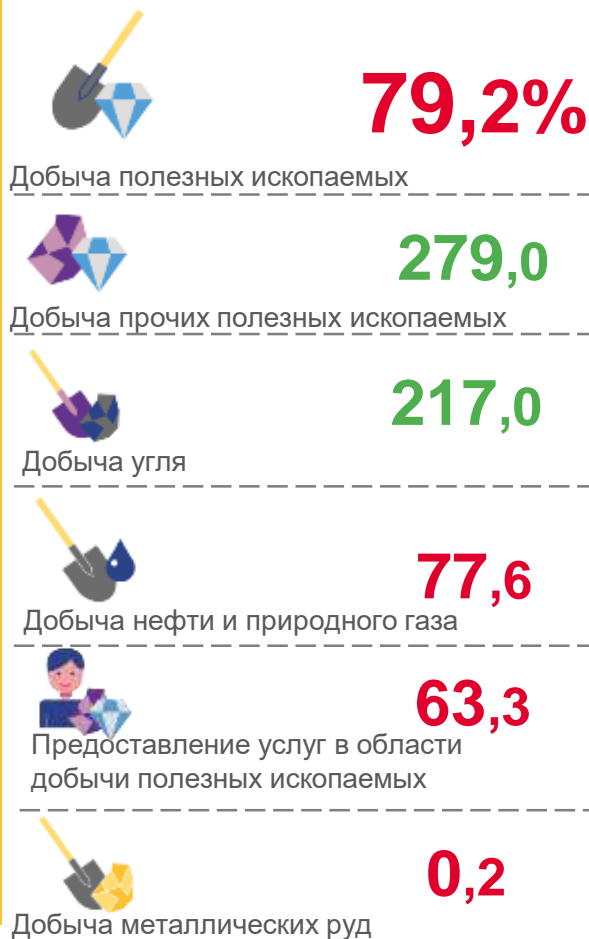 79,2%
Добыча полезных ископаемых
279,0
Добыча прочих полезных ископаемых
217,0
Добыча угля
77,6
Добыча нефти и природного газа
63,3
Предоставление услуг в области
добычи полезных ископаемых
0,2
Добыча металлических руд